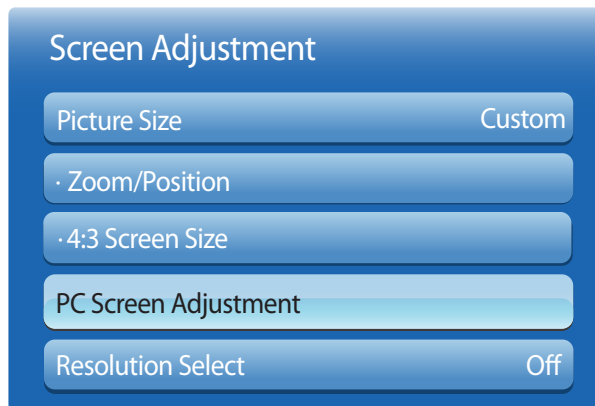 Screen Adjustment
Picture Size Custom
· Zoom/Position
· 4:3 Screen Size
PC Screen Adjustment
Resolution Select Off